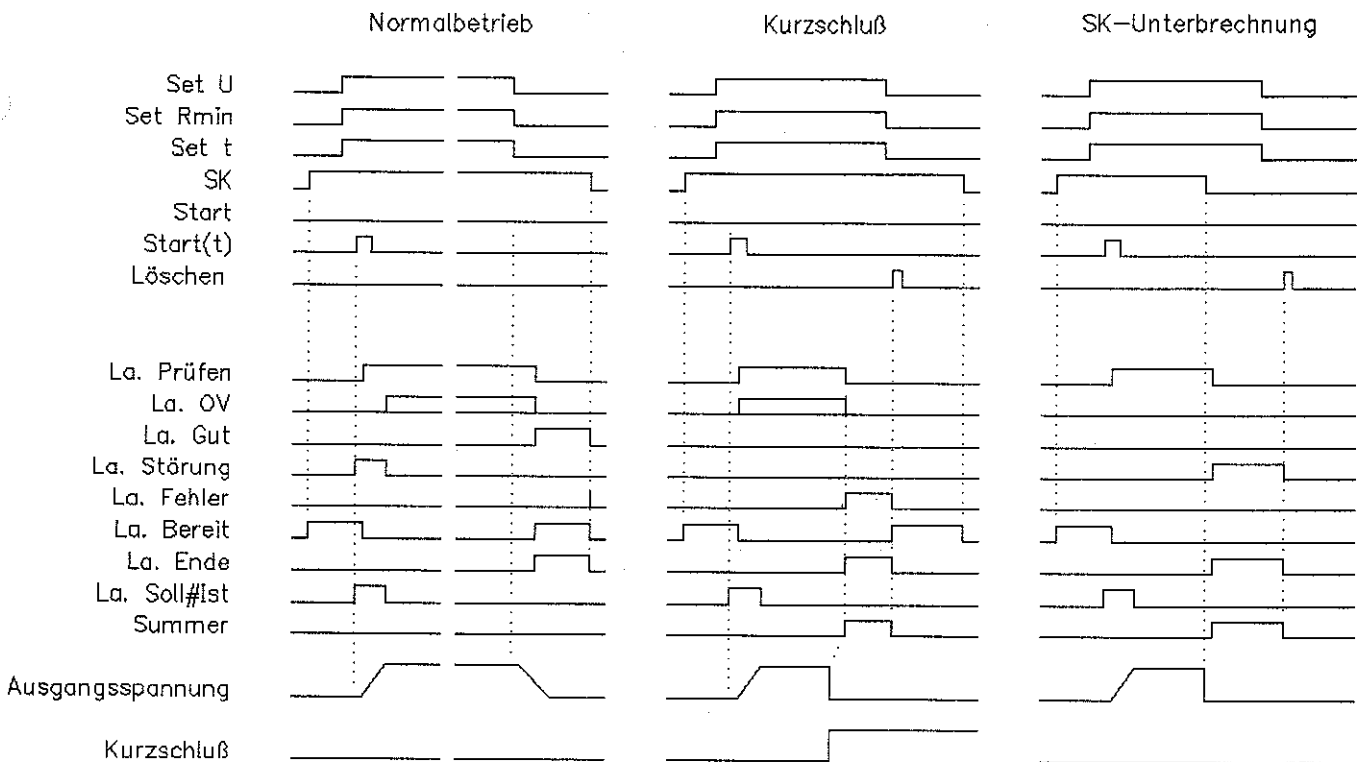 Normalbetrieb
Kurzschluß
SK-Unterbrechnung
Set U
Set Rmin
Set t
SK
Start
Start(t)
Löschen
La. Prüfen
La. OV
La. Gut
La. Störung
La. Fehler
La. Bereit
La. Ende
La. Soll#Ist
Summer
Ausgangsspannung
Kurzschluß